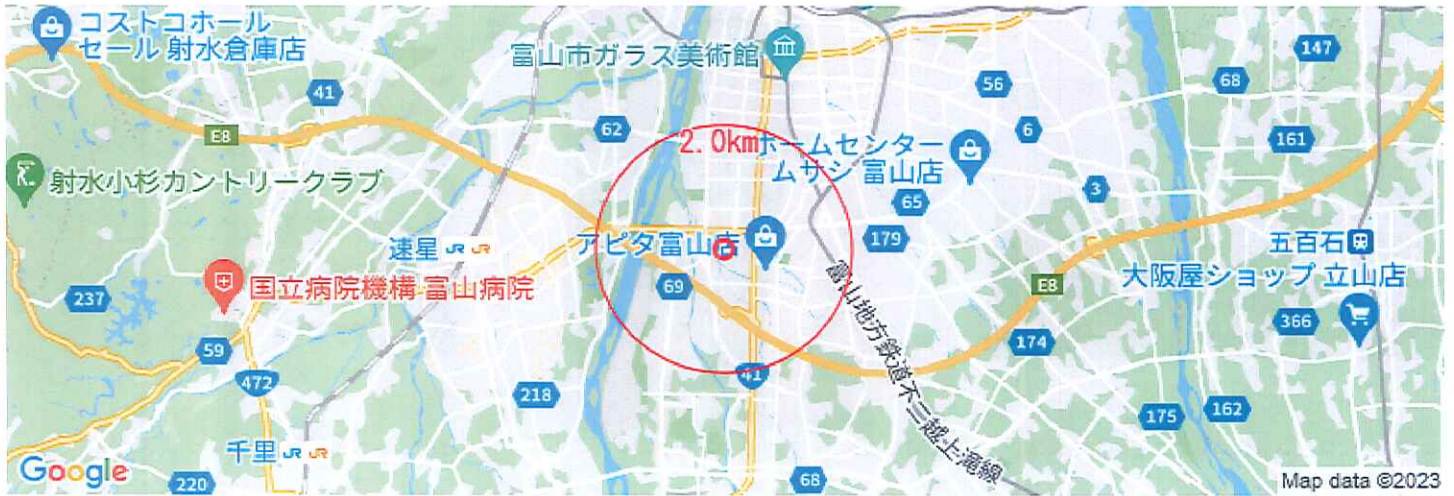 コストコホール
セール 射水倉庫店
富山市ガラス美術館
147
41
56
68
62
6
E8
161
2.0km
ホームセンター
ムサシ 富山店
射水小杉カントリークラブ
3
65
速星 JR JR
アピタ富山店
179
五百石
大阪屋ショップ 立山店
国立病院機構 富山病院
237
69
E8
富山地方鉄道不二越上滝線
366
59
174
472
41
218
175
162
千里 JR JR
Google
220
68
Map data ©2023